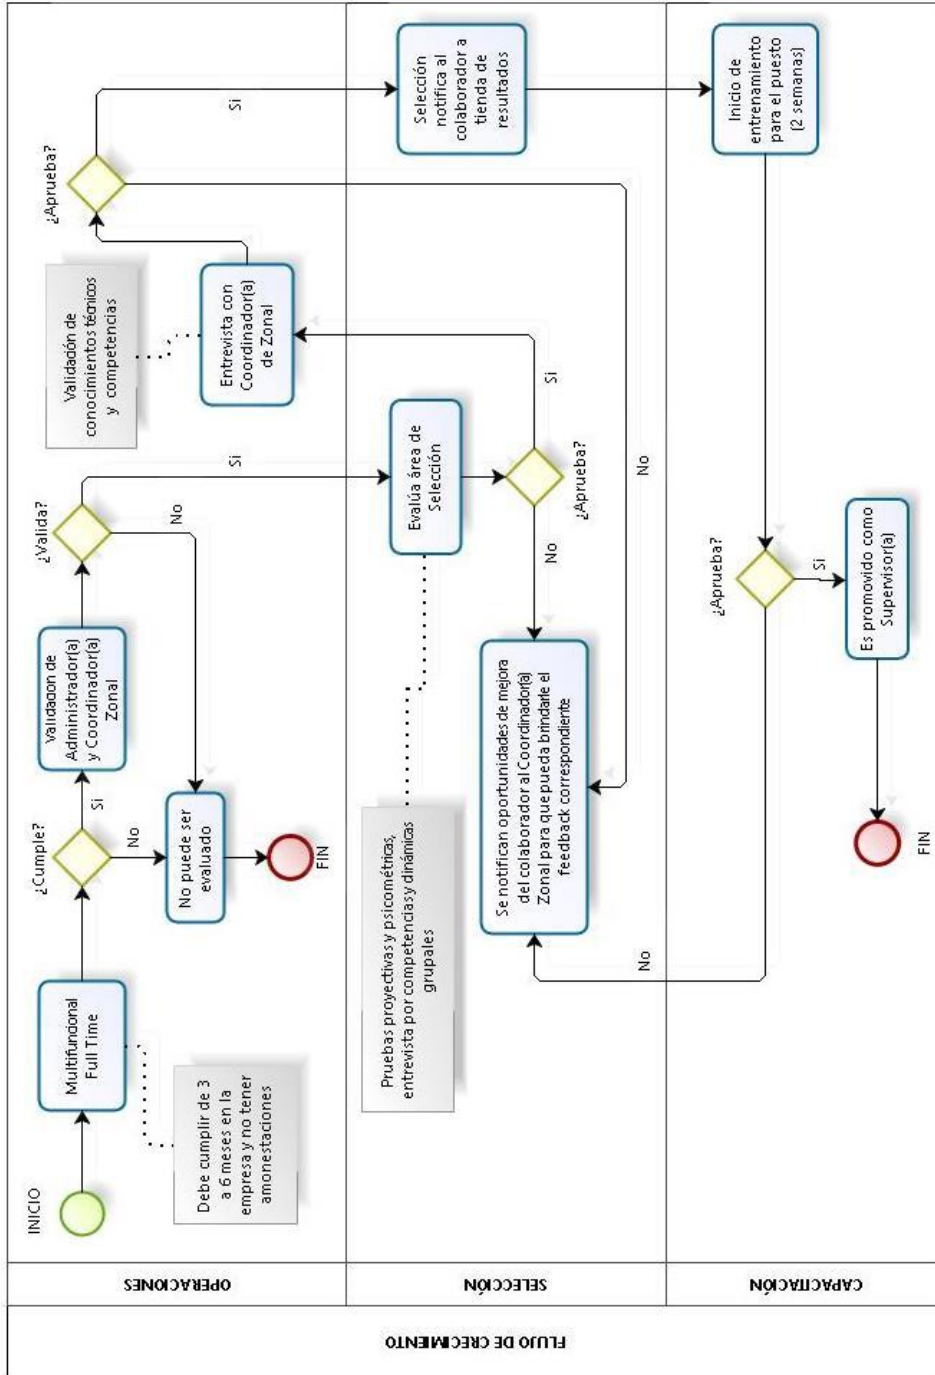 FLUJO DE CRECIMIENTO
OPERACIONES
INICIO
Multifuncional
Full Time
Debe cumplir de 3
a 6 meses en la
empresa y no tener
amonestaciones
¿Cumple?
Si
No
Validacion de
Administrador(a)
y Coordinador(a)
Zonal
No puede ser
evaluado
FIN
¿Valida?
No
Si
Validación de
conocimientos técnicos
y competencias
Entrevista con
Coordinador(a)
de Zonal
¿Aprueba?
Si
SELECCIÓN
Pruebas proyectivas y psicométricas,
entrevista por competencias y dinámicas
grupales
Evalúa área de
Selección
¿Aprueba?
Si
No
Se notifican oportunidades de mejora
del colaborador al Coordinador(a)
Zonal para que pueda brindarle el
feedback correspondiente
No
No
Selección
notifica al
colaborador a
tienda de
resultados
CAPACITACIÓN
Inicio de
entrenamiento
para el puesto
(2 semanas)
¿Aprueba?
Si
Es promovido como
Supervisor(a)
FIN